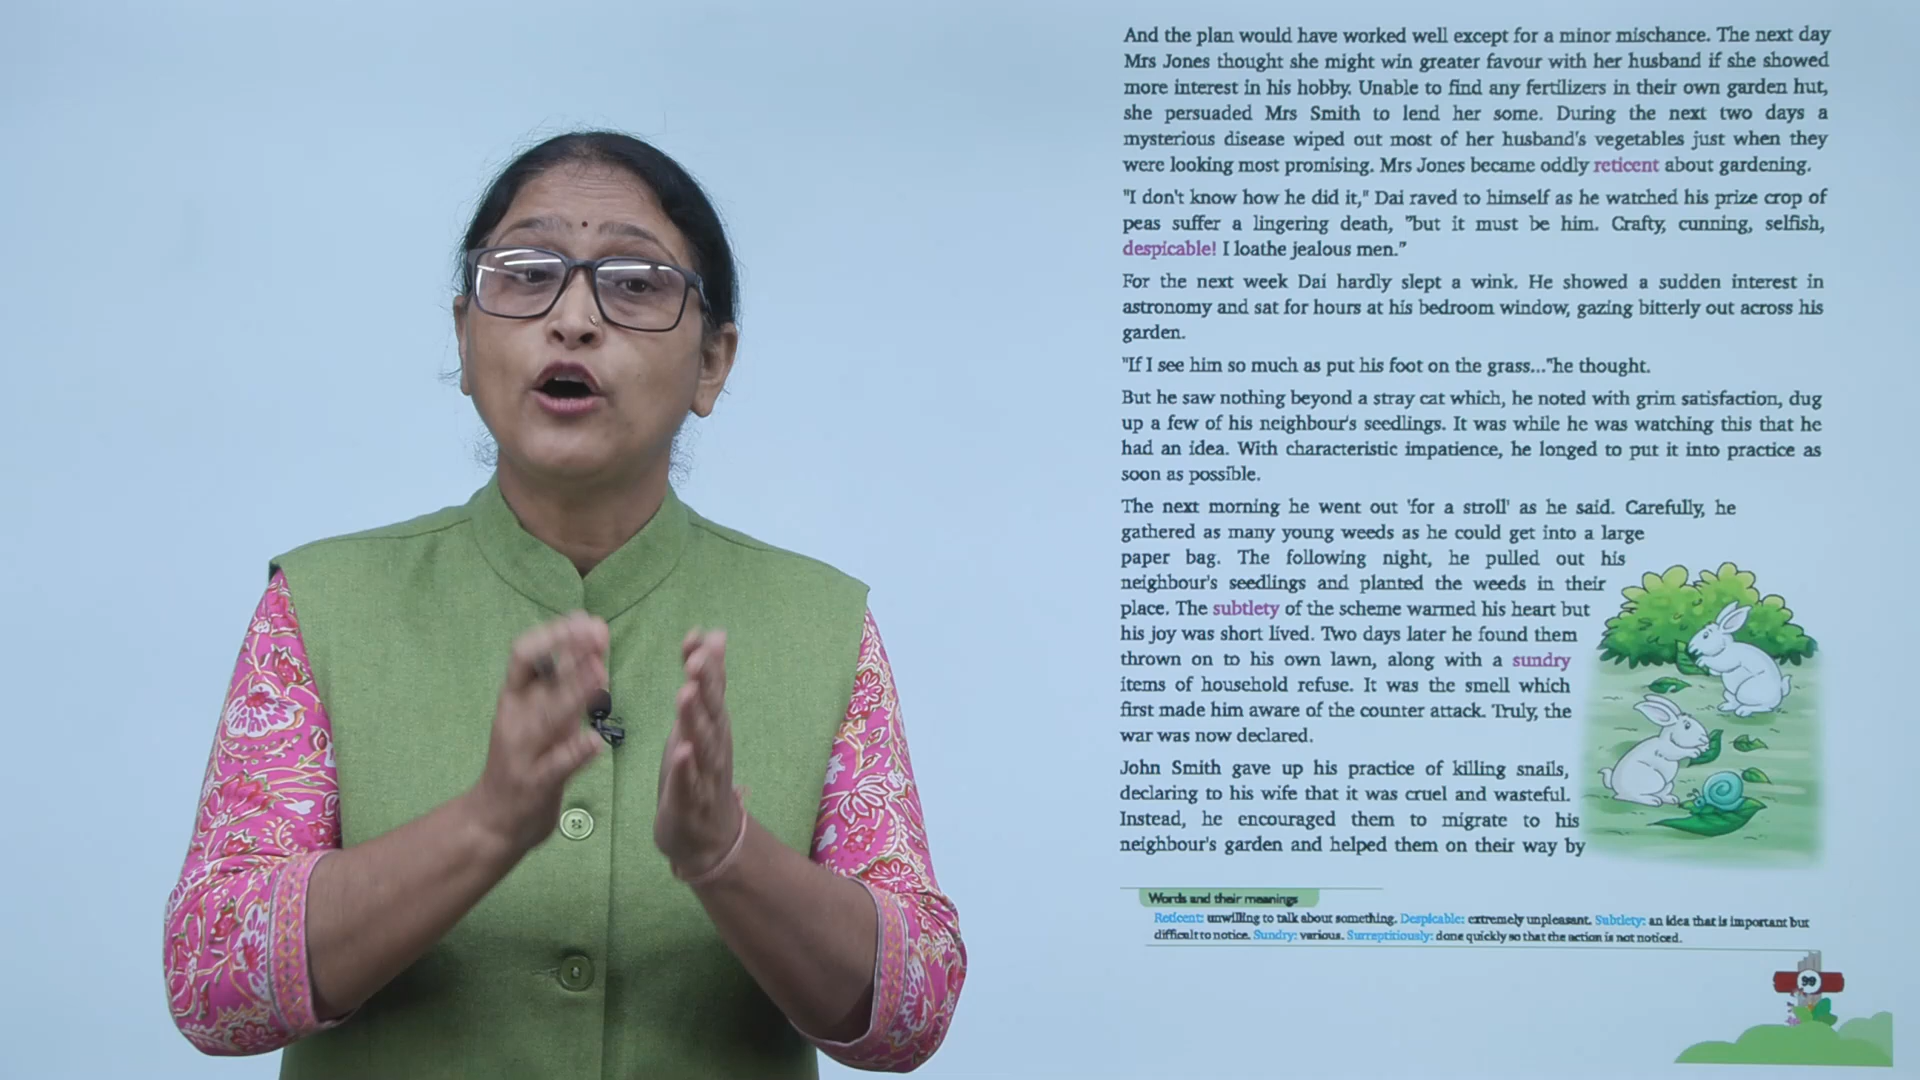 And the plan would have worked well except for a minor mischance. The next day
Mrs Jones thought she might win greater favour with her husband if she showed
more interest in his hobby. Unable to find any fertilizers in their own garden hut,
she persuaded Mrs Smith to lend her some. During the next two days a
mysterious disease wiped out most of her husband's vegetables just when they
were looking most promising. Mrs Jones became oddly reticent about gardening.
"I don't know how he did it," Dai raved to himself as he watched his prize crop of
peas suffer a lingering death, "but it must be him. Crafty, cunning, selfish,
despicable! I loathe jealous men."
For the next week Dai hardly slept a wink. He showed a sudden interest in
astronomy and sat for hours at his bedroom window, gazing bitterly out across his
garden.
"If I see him so much as put his foot on the grass..."he thought.
But he saw nothing beyond a stray cat which, he noted with grim satisfaction, dug
up a few of his neighbour's seedlings. It was while he was watching this that he
had an idea. With characteristic impatience, he longed to put it into practice as
soon as possible.
The next morning he went out 'for a stroll' as he said. Carefully, he
gathered as many young weeds as he could get into a large
paper bag. The following night, he pulled out his
neighbour's seedlings and planted the weeds in their
place. The subtlety of the scheme warmed his heart but
his joy was short lived. Two days later he found them
thrown on to his own lawn, along with a sundry
items of household refuse. It was the smell which
first made him aware of the counter attack. Truly, the
war was now declared.
John Smith gave up his practice of killing snails,
declaring to his wife that it was cruel and wasteful.
Instead, he encouraged them to migrate to his
neighbour's garden and helped them on their way by
Words and their meanings
Reticent: unwilling to talk about something. Despicable: extremely unpleasant. Subtlety: an idea that is important but
difficult to notice. Sundry: various. Surreptitiously: done quickly so that the action is not noticed.
99